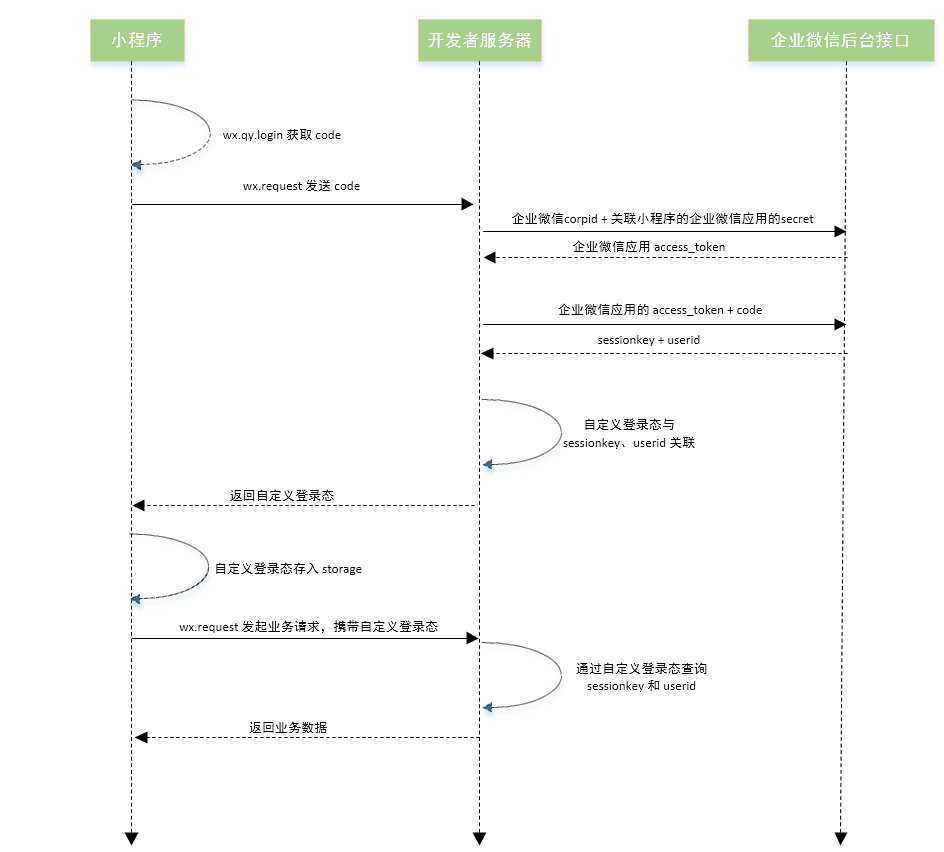 小程序
开发者服务器
企业微信后台接口
wx.qy.login 获取 code
wx.request 发送 code
企业微信corpid + 关联小程序的企业微信应用的secret
企业微信应用 access_token
企业微信应用的 access_token + code
sessionkey + userid
自定义登录态与
sessionkey、userid 关联
返回自定义登录态
自定义登录态存入 storage
wx.request 发起业务请求，携带自定义登录态
通过自定义登录态查询
sessionkey 和 userid
返回业务数据